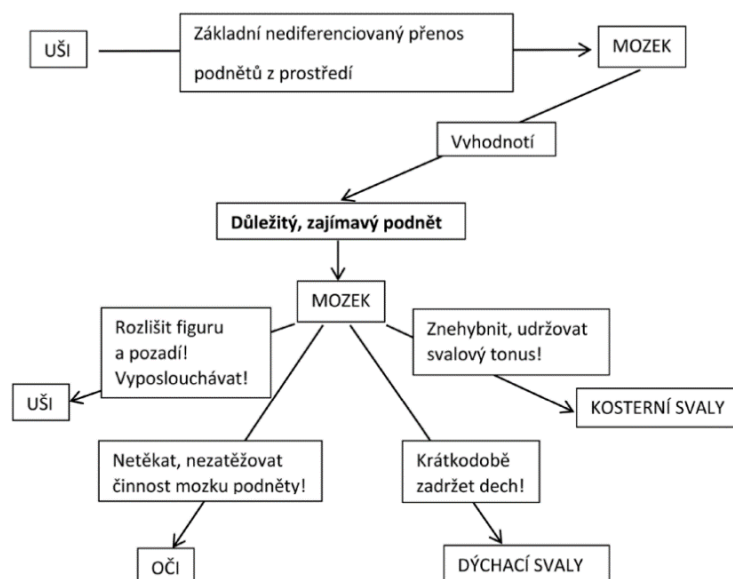 UŠI
Základní nediferenciovaný přenos
podnětů z prostředí
MOZEK
Vyhodnotí
Důležitý, zajímavý podnět
MOZEK
Rozlišit figuru
a pozadí!
Vyposlouchávat!
Znehybnit, udržovat
svalový tonus!
UŠI
KOSTERNÍ SVALY
Netěkat, nezatěžovat
činnost mozku podněty!
Krátkodobě
zadržet dech!
OČI
DÝCHACÍ SVALY